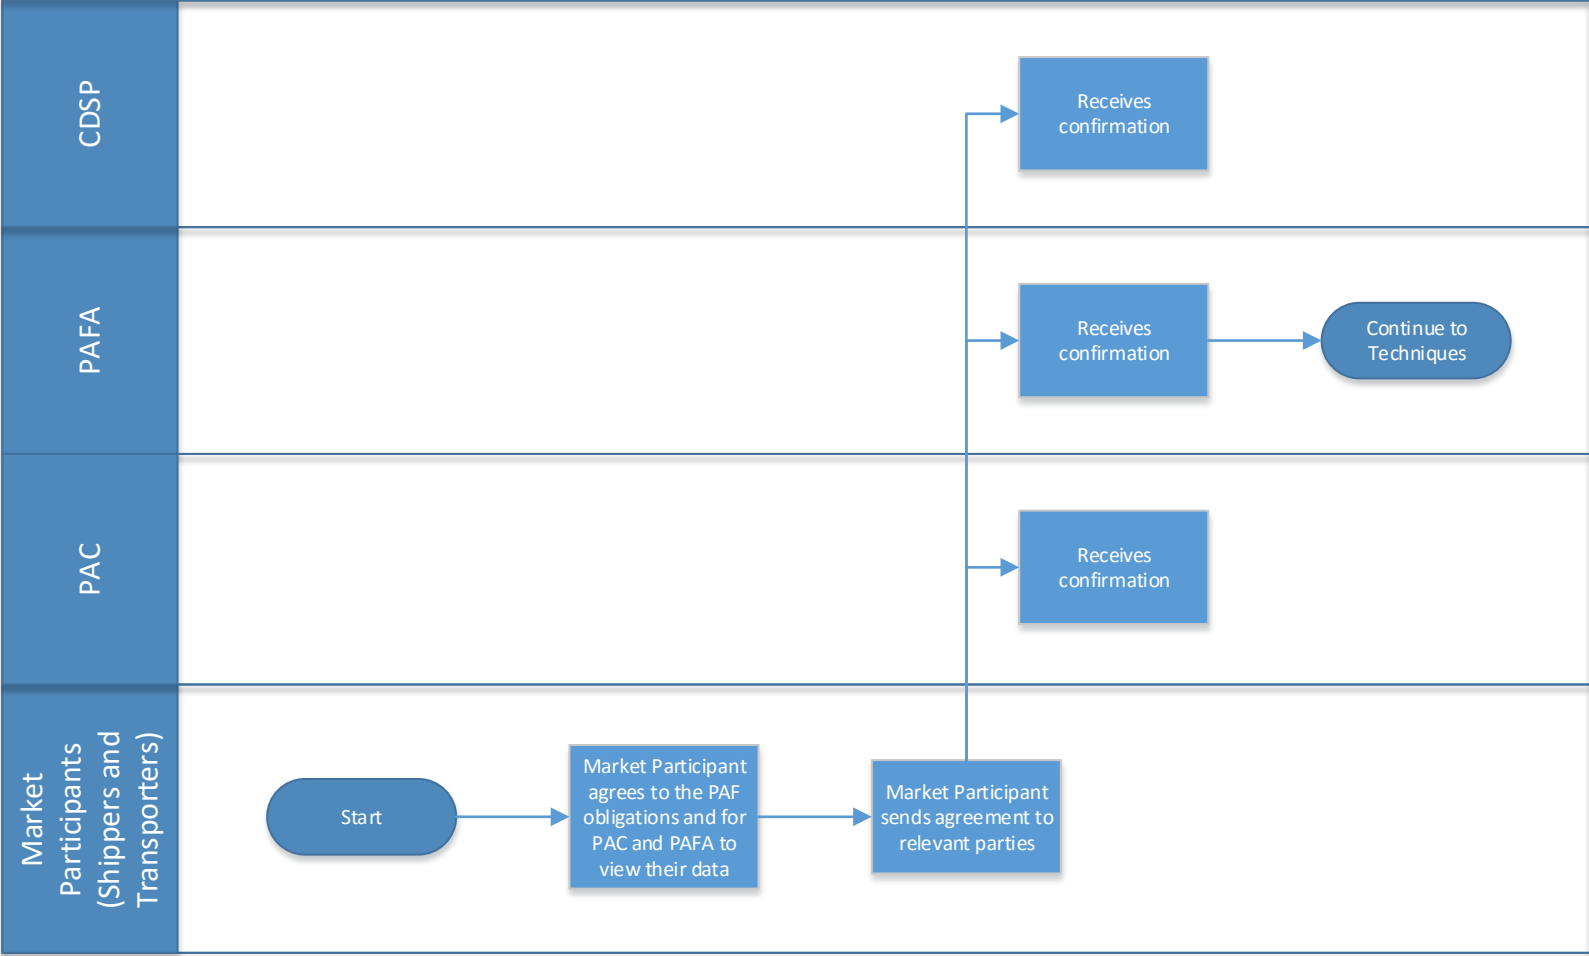 CDSP
Receives
confirmation
PAFA
Receives
confirmation
Continue to
Techniques
PAC
Receives
confirmation
Market
Participants
(Shippers and
Transporters)
Start
Market Participant
agrees to the PAF
obligations and for
PAC and PAFA to
view their data
Market Participant
sends agreement to
relevant parties